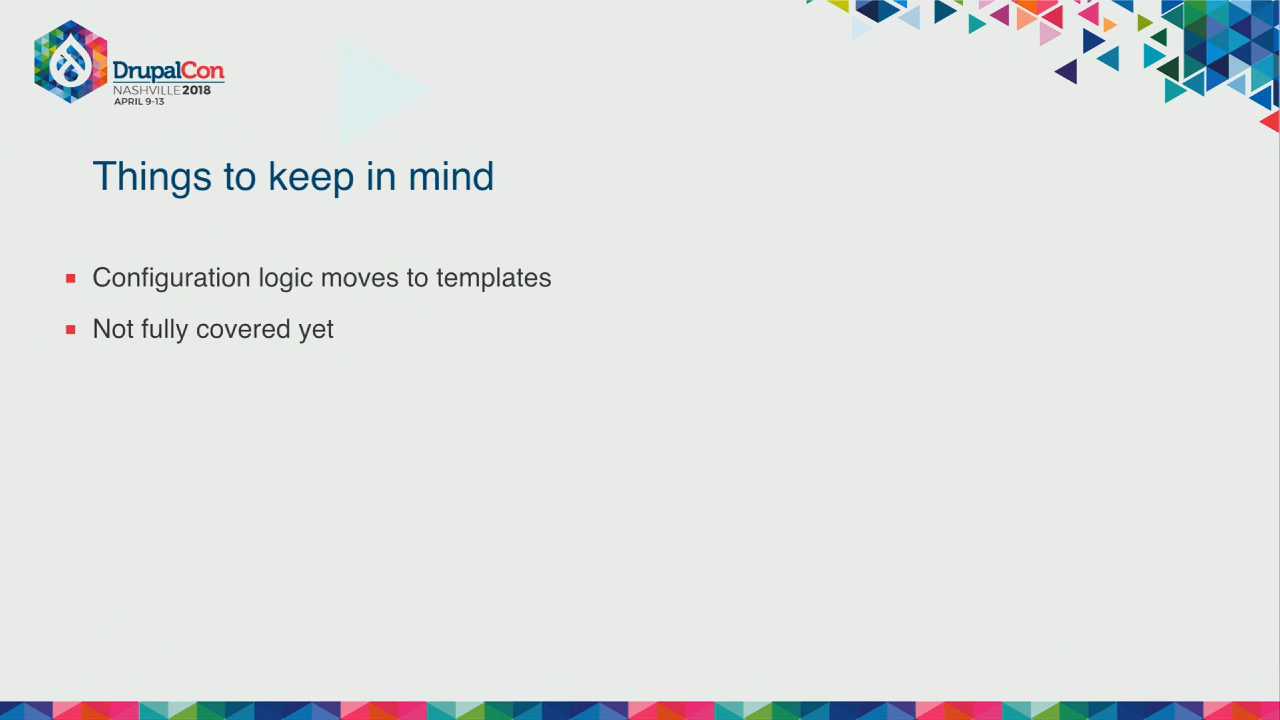 DrupalCon
NASHVILLE 2018
APRIL 9-13
Things to keep in mind
Configuration logic moves to templates
Not fully covered yet